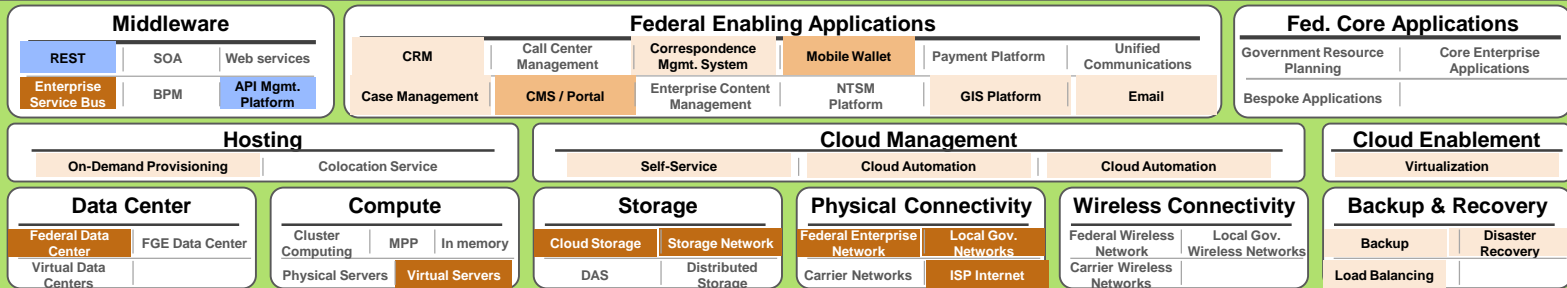 Middleware
REST
SOA
Web services
Enterprise
Service Bus
BPM
API Mgmt.
Platform
Federal Enabling Applications
CRM
Call Center
Management
Correspondence
Mgmt. System
Mobile Wallet
Payment Platform
Unified
Communications
Case Management
CMS / Portal
Enterprise Content
Management
NTSM
Platform
GIS Platform
Email
Fed. Core Applications
Government Resource
Planning
Core Enterprise
Applications
Bespoke Applications
Hosting
On-Demand Provisioning
Colocation Service
Cloud Management
Self-Service
Cloud Automation
Cloud Automation
Cloud Enablement
Virtualization
Data Center
Federal Data
Center
FGE Data Center
Virtual Data
Centers
Compute
Cluster
Computing
MPP
In memory
Physical Servers
Virtual Servers
Storage
Cloud Storage
Storage Network
DAS
Distributed
Storage
Physical Connectivity
Federal Enterprise
Network
Local Gov.
Networks
Carrier Networks
ISP Internet
Wireless Connectivity
Federal Wireless
Network
Local Gov.
Wireless Networks
Carrier Wireless
Networks
Backup & Recovery
Backup
Disaster
Recovery
Load Balancing